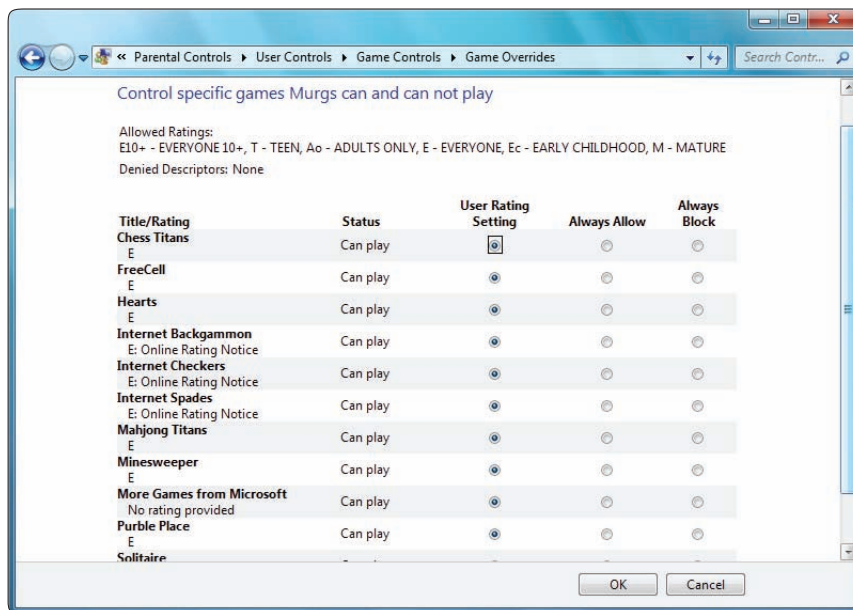 « Parental Controls ▸ User Controls ▸ Game Controls ▸ Game Overrides
Search Contr...
Control specific games Murgs can and can not play
Allowed Ratings:
E10+ - EVERYONE 10+, T - TEEN, Ao - ADULTS ONLY, E - EVERYONE, Ec - EARLY CHILDHOOD, M - MATURE
Denied Descriptors: None
Title/Rating Status User Rating Setting Always Allow Always Block
Chess Titans
E Can play
FreeCell
E Can play
Hearts
E Can play
Internet Backgammon
E: Online Rating Notice Can play
Internet Checkers
E: Online Rating Notice Can play
Internet Spades
E: Online Rating Notice Can play
Mahjong Titans
E Can play
Minesweeper
E Can play
More Games from Microsoft
No rating provided Can play
Purble Place
E Can play
Solitaire
OK Cancel